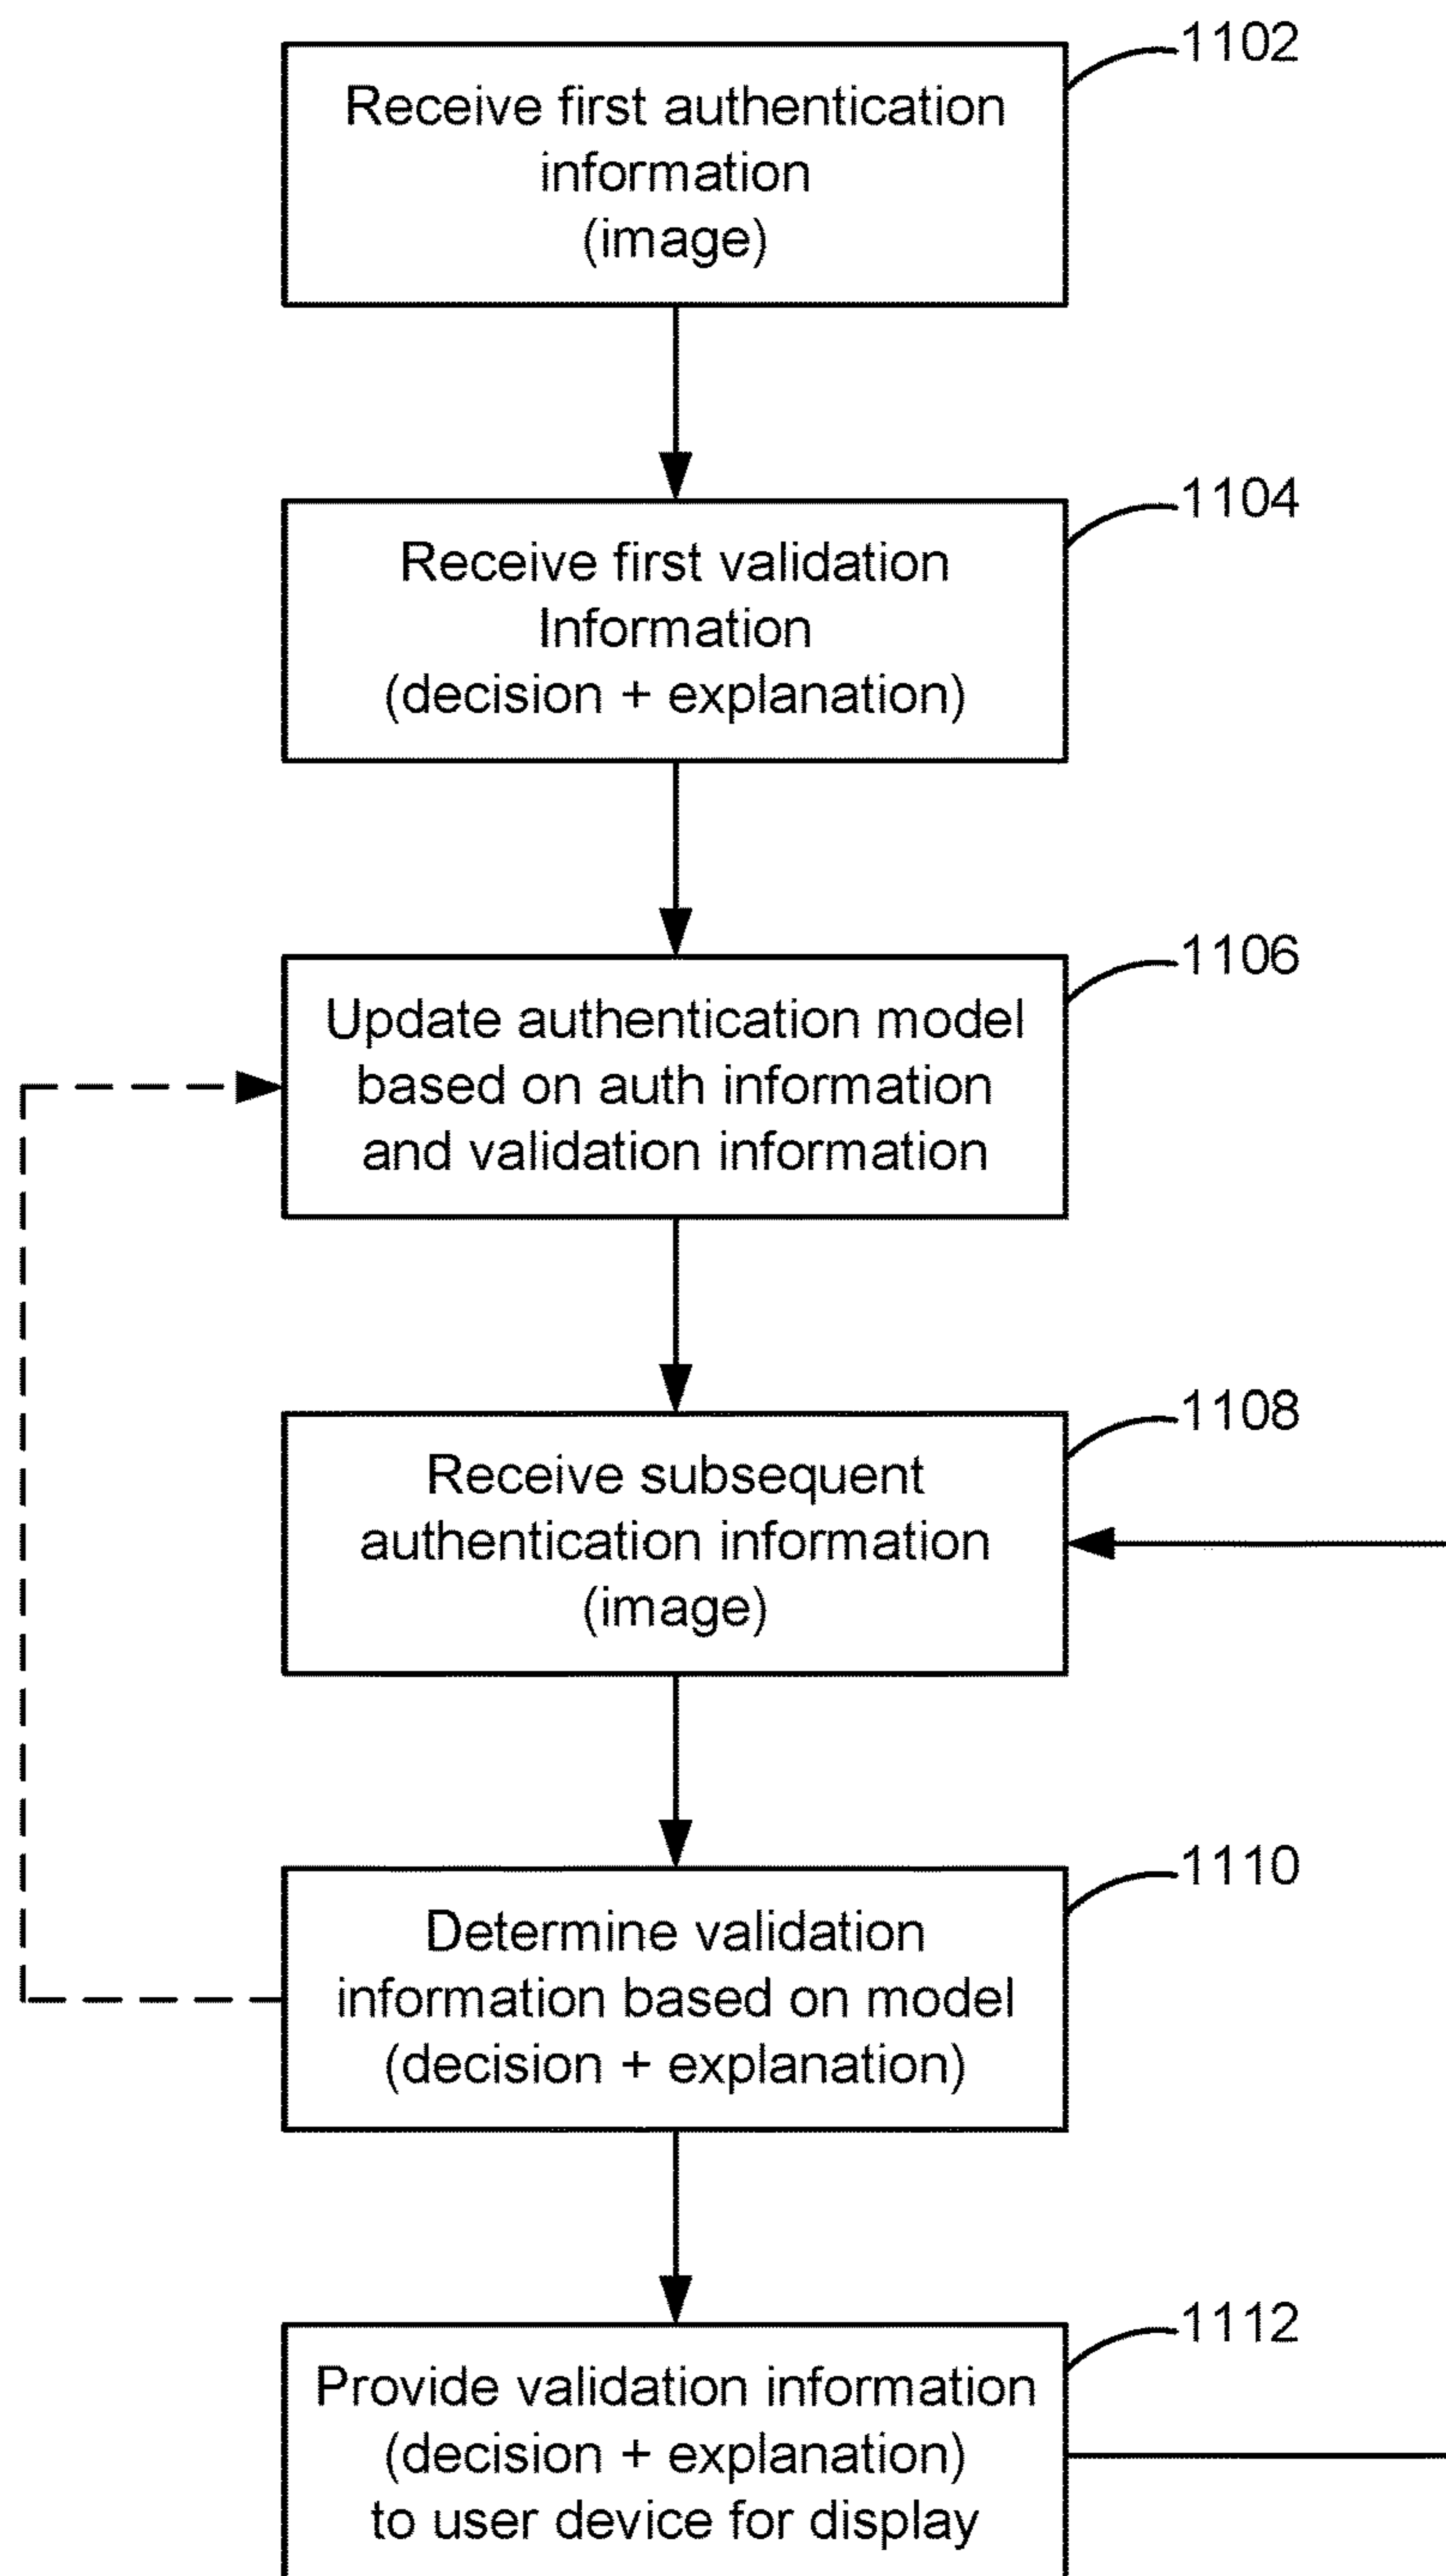 1102
Receive first authentication
information
(image)
1104
Receive first validation
Information
(decision + explanation)
1106
Update authentication model
based on auth information
and validation information
1108
Receive subsequent
authentication information
(image)
1110
Determine validation
information based on model
(decision + explanation)
1112
Provide validation information
(decision + explanation)
to user device for display